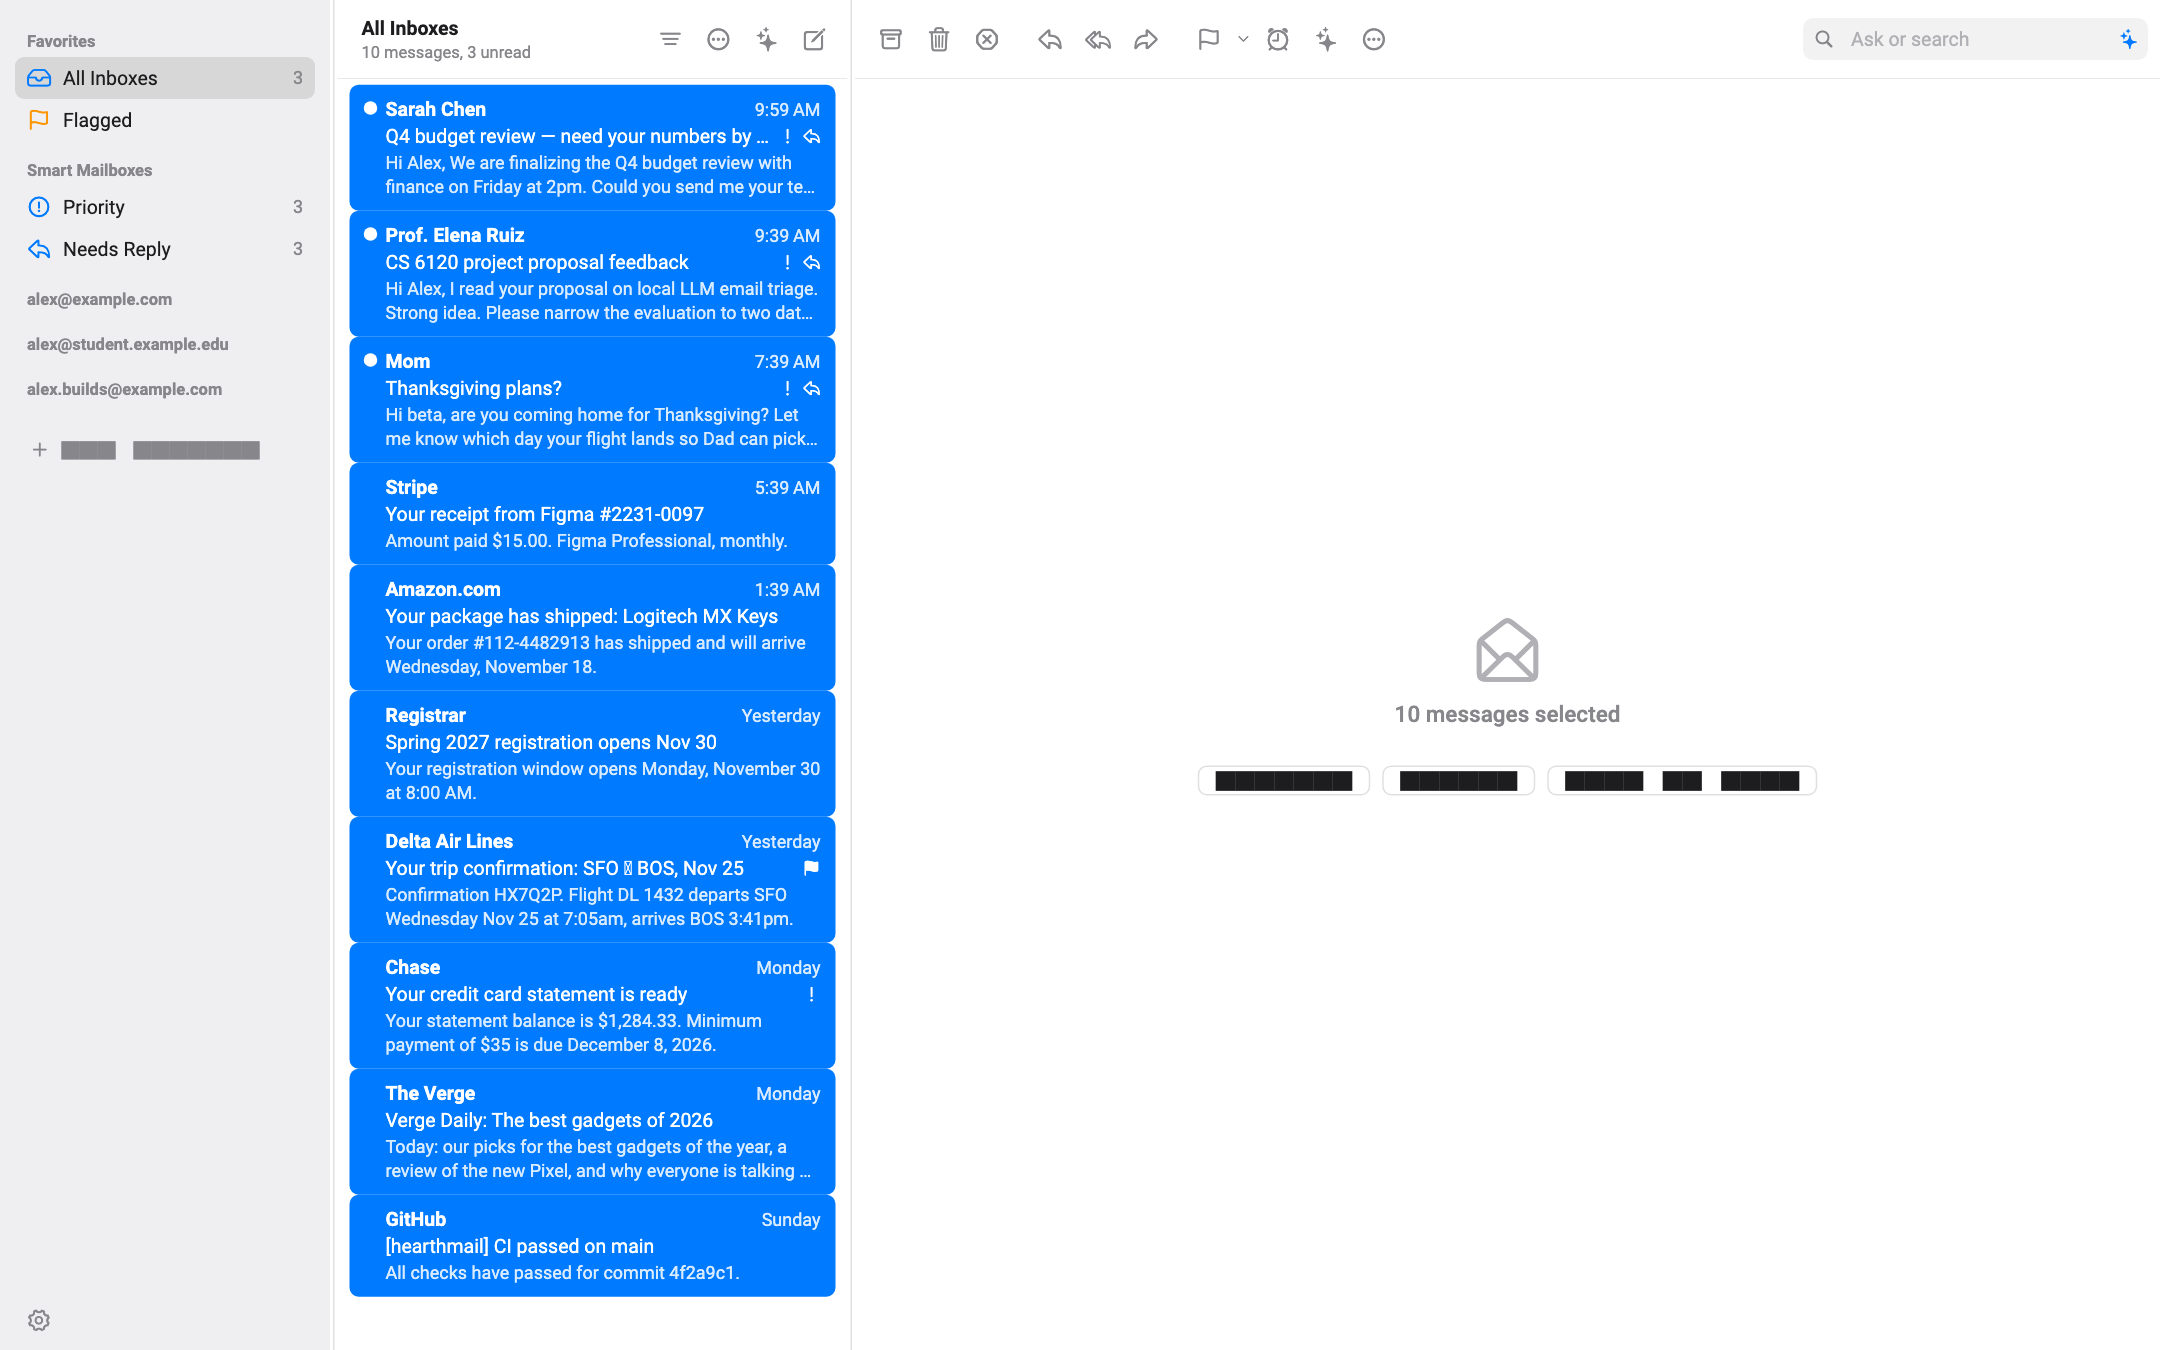 Favorites
All Inboxes 3
Flagged
Smart Mailboxes
Priority 3
Needs Reply 3
alex@example.com
alex@student.example.edu
alex.builds@example.com
All Inboxes
10 messages, 3 unread
Sarah Chen 9:59 AM
Q4 budget review — need your numbers by ... !
Hi Alex, We are finalizing the Q4 budget review with
finance on Friday at 2pm. Could you send me your te...
Prof. Elena Ruiz 9:39 AM
CS 6120 project proposal feedback !
Hi Alex, I read your proposal on local LLM email triage.
Strong idea. Please narrow the evaluation to two dat...
Mom 7:39 AM
Thanksgiving plans? !
Hi beta, are you coming home for Thanksgiving? Let
me know which day your flight lands so Dad can pick...
Stripe 5:39 AM
Your receipt from Figma #2231-0097
Amount paid $15.00. Figma Professional, monthly.
Amazon.com 1:39 AM
Your package has shipped: Logitech MX Keys
Your order #112-4482913 has shipped and will arrive
Wednesday, November 18.
Registrar Yesterday
Spring 2027 registration opens Nov 30
Your registration window opens Monday, November 30
at 8:00 AM.
Delta Air Lines Yesterday
Your trip confirmation: SFO BOS, Nov 25
Confirmation HX7Q2P. Flight DL 1432 departs SFO
Wednesday Nov 25 at 7:05am, arrives BOS 3:41pm.
Chase Monday
Your credit card statement is ready !
Your statement balance is $1,284.33. Minimum
payment of $35 is due December 8, 2026.
The Verge Monday
Verge Daily: The best gadgets of 2026
Today: our picks for the best gadgets of the year, a
review of the new Pixel, and why everyone is talking ...
GitHub Sunday
[hearthmail] CI passed on main
All checks have passed for commit 4f2a9c1.
Ask or search
10 messages selected